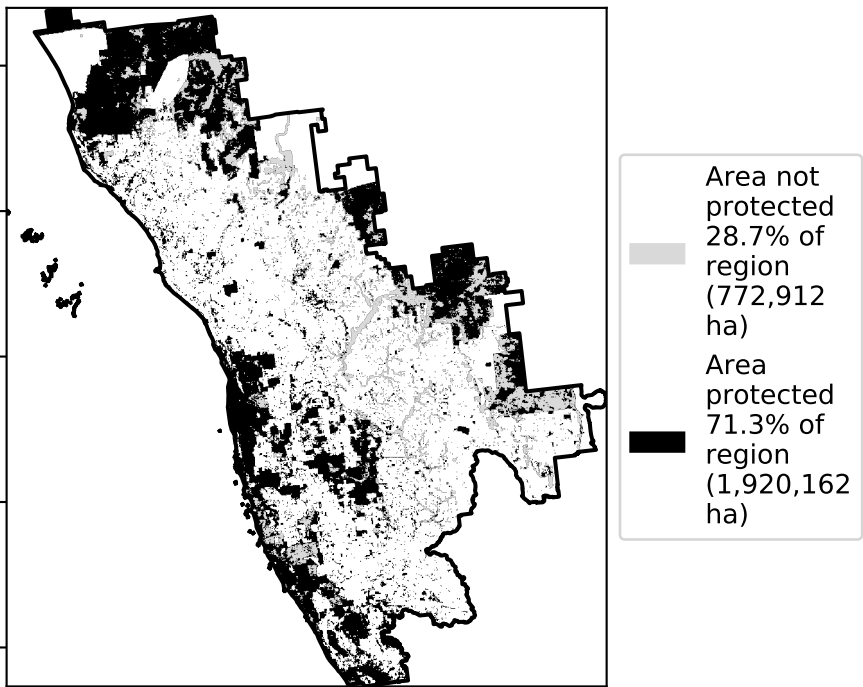 Area not
protected
28.7% of
region
(772,912
ha)
Area
protected
71.3% of
region
(1,920,162
ha)